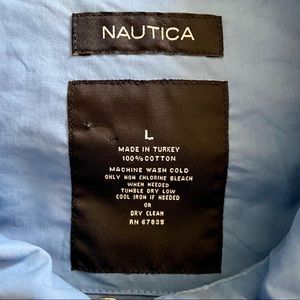 NAUTICA
L
MADE IN TURKEY
100% COTTON
MACHINE WASH COLD
ONLY NON CHLORINE BLEACH
WHEN NEEDED
TUMBLE DRY LOW
COOL IRON IF NEEDED
OR
DRY CLEAN
RN 67835